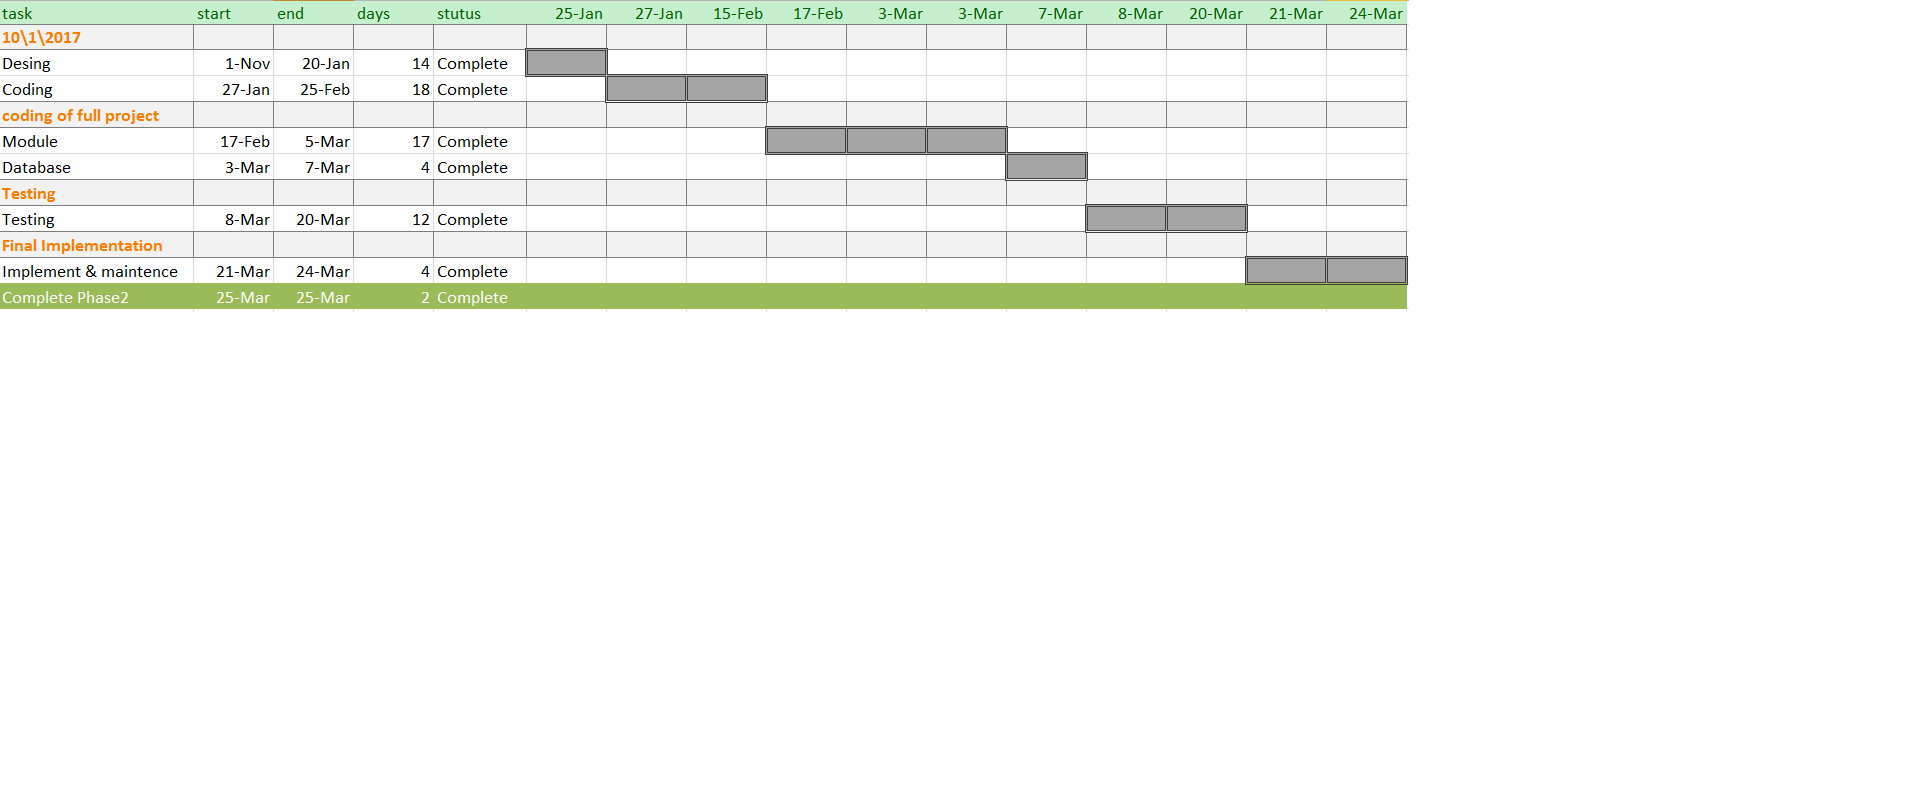 task start end days stutus 25-Jan 27-Jan 15-Feb 17-Feb 3-Mar 3-Mar 7-Mar 8-Mar 20-Mar 21-Mar 24-Mar
10\1\2017
Desing 1-Nov 20-Jan 14 Complete
Coding 27-Jan 25-Feb 18 Complete
coding of full project
Module 17-Feb 5-Mar 17 Complete
Database 3-Mar 7-Mar 4 Complete
Testing
Testing 8-Mar 20-Mar 12 Complete
Final Implementation
Implement & maintence 21-Mar 24-Mar 4 Complete
Complete Phase2 25-Mar 25-Mar 2 Complete